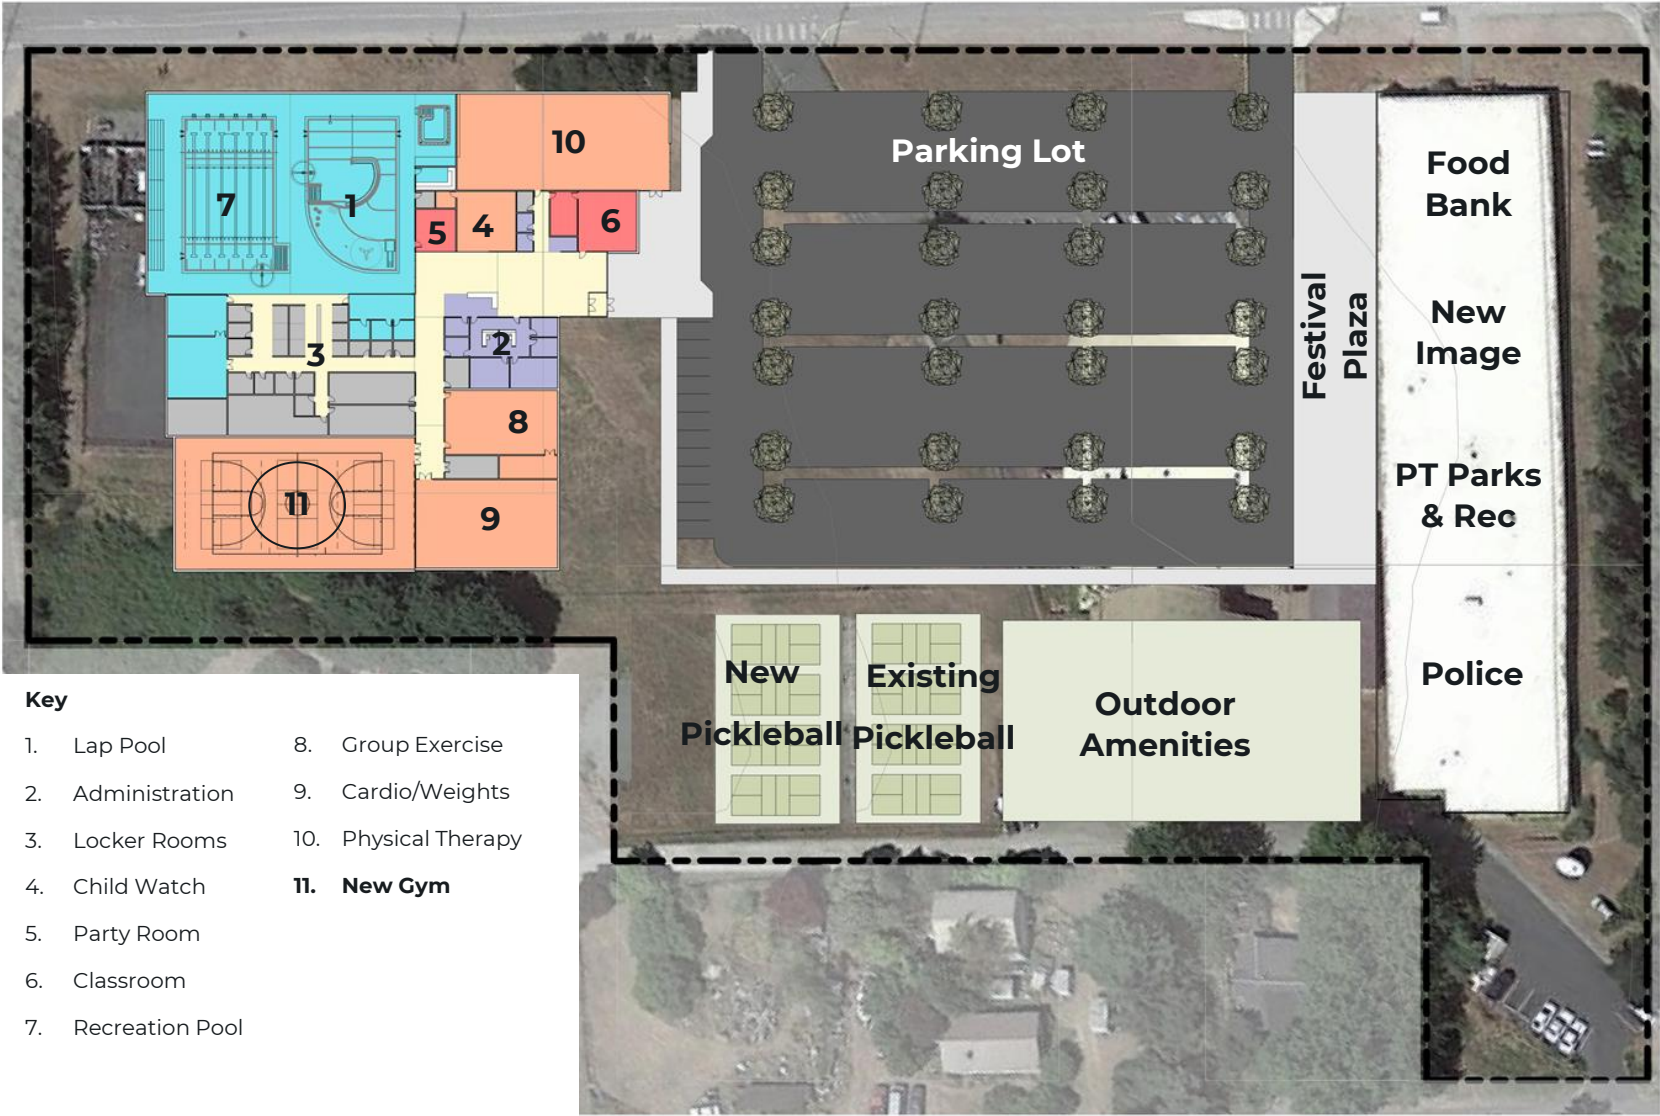 10
Parking Lot
Food
Bank
7
1
5
4
6
Festival
Plaza
New
Image
3
2
8
PT Parks
& Rec
11
9
New
Pickleball
Existing
Pickleball
Outdoor
Amenities
Police
Key
1. Lap Pool
2. Administration
3. Locker Rooms
4. Child Watch
5. Party Room
6. Classroom
7. Recreation Pool
8. Group Exercise
9. Cardio/Weights
10. Physical Therapy
11. New Gym